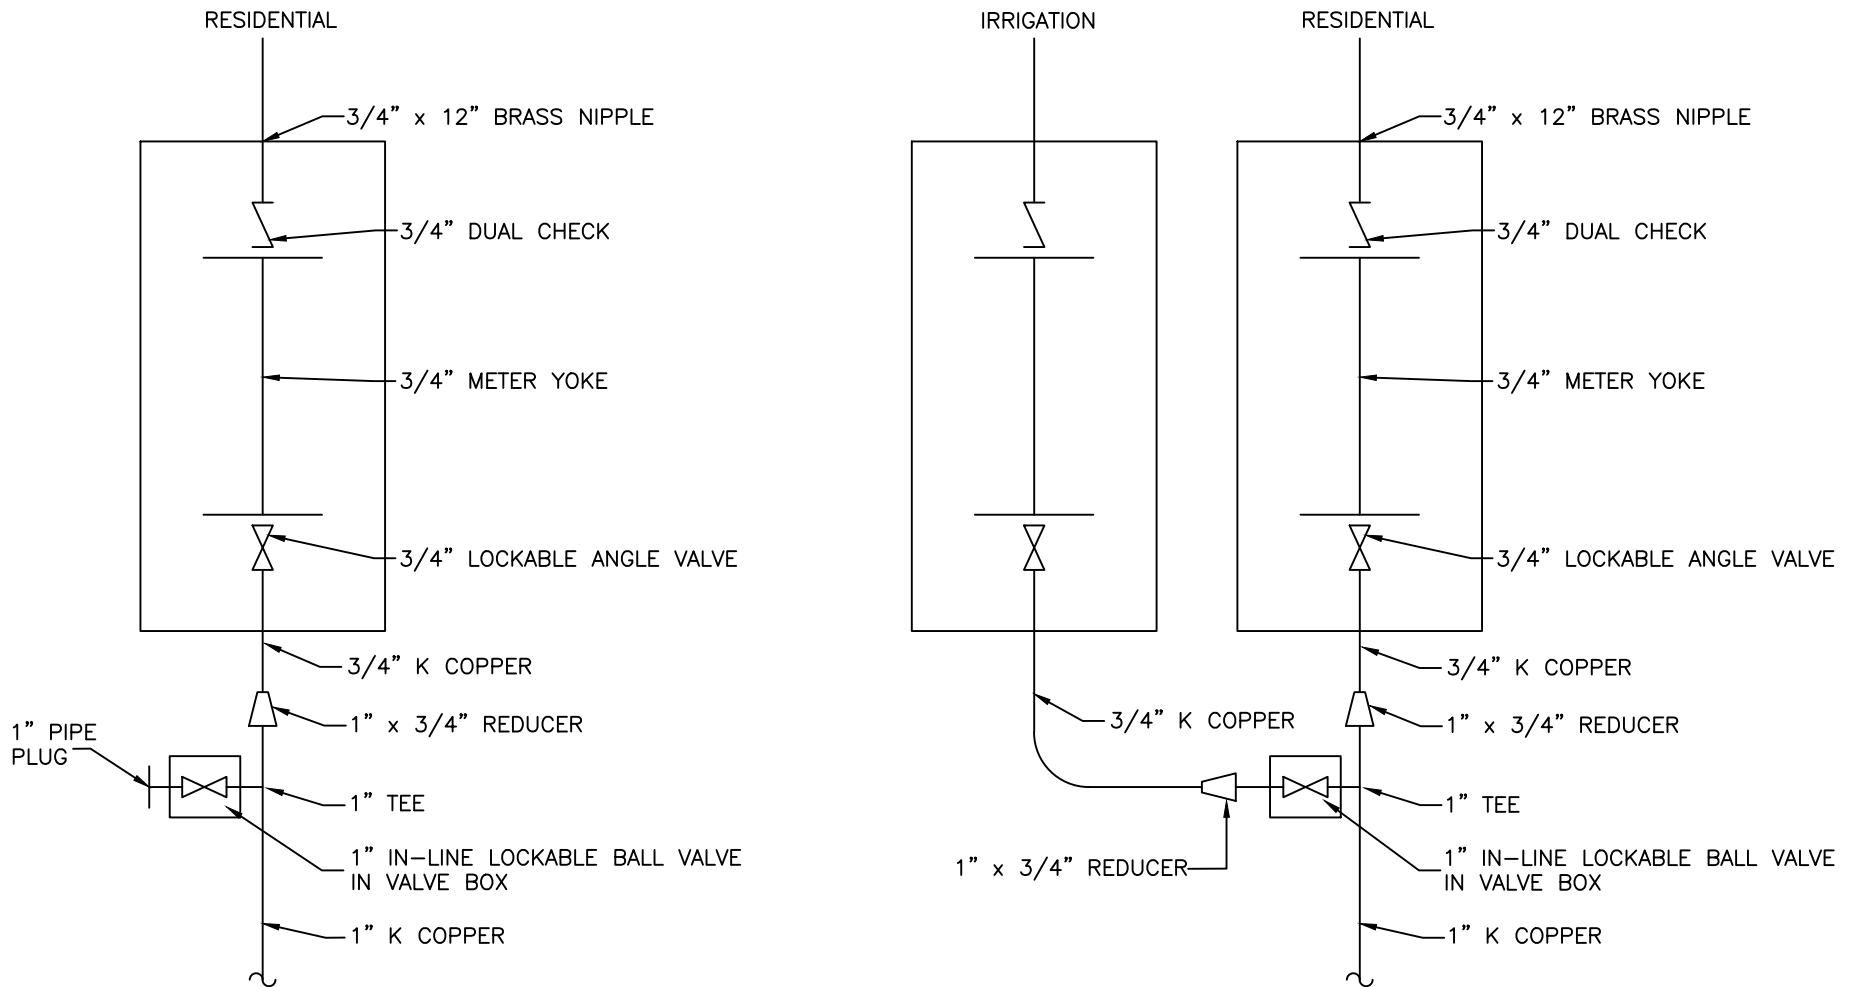 RESIDENTIAL
3/4” x 12” BRASS NIPPLE
3/4” DUAL CHECK
3/4” METER YOKE
3/4” LOCKABLE ANGLE VALVE
3/4” K COPPER
1” x 3/4” REDUCER
1” PIPE
PLUG
1” TEE
1” IN-LINE LOCKABLE BALL VALVE
IN VALVE BOX
1” K COPPER
IRRIGATION
RESIDENTIAL
3/4” x 12” BRASS NIPPLE
3/4” DUAL CHECK
3/4” METER YOKE
3/4” LOCKABLE ANGLE VALVE
3/4” K COPPER
3/4” K COPPER
1” x 3/4” REDUCER
1” TEE
1” x 3/4” REDUCER
1” IN-LINE LOCKABLE BALL VALVE
IN VALVE BOX
1” K COPPER